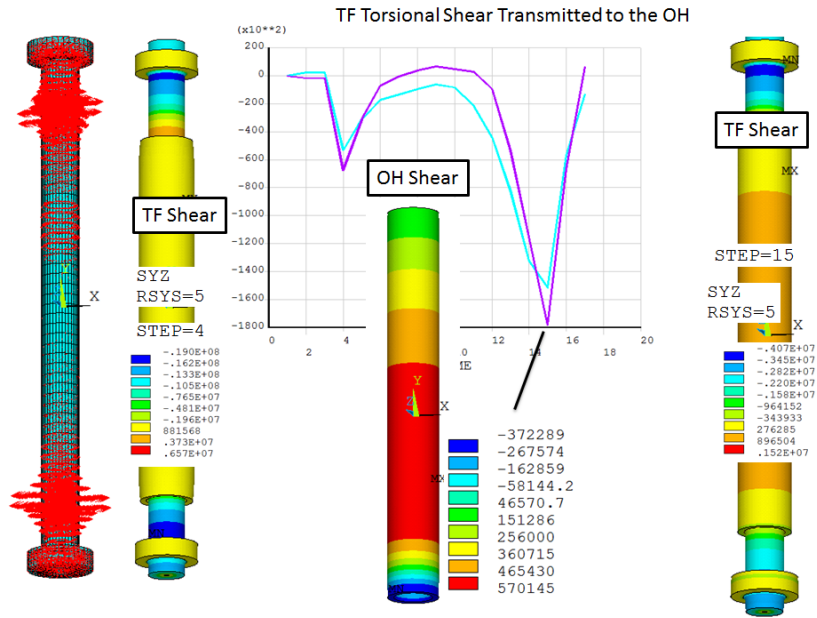 TF Torsional Shear Transmitted to the OH
(x10**2)
200
0
-200
-400
-600
-800
-1000
-1200
-1400
-1600
-1800
0
2
4
6
8
10
12
14
16
18
20
ME
OH Shear
Y
Z
X
MX
-372289
-267574
-162859
-58144.2
46570.7
151286
256000
360715
465430
570145
Y
X
TF Shear
SYZ
RSYS=5
STEP=4
-.190E+08
-.162E+08
-.133E+08
-.105E+08
-.765E+07
-.481E+07
-.196E+07
881568
.373E+07
.657E+07
MN
TF Shear
MX
STEP=15
SYZ
RSYS=5
X
-.407E+07
-.345E+07
-.282E+07
-.220E+07
-.158E+07
-964152
-343933
276285
896504
.152E+07